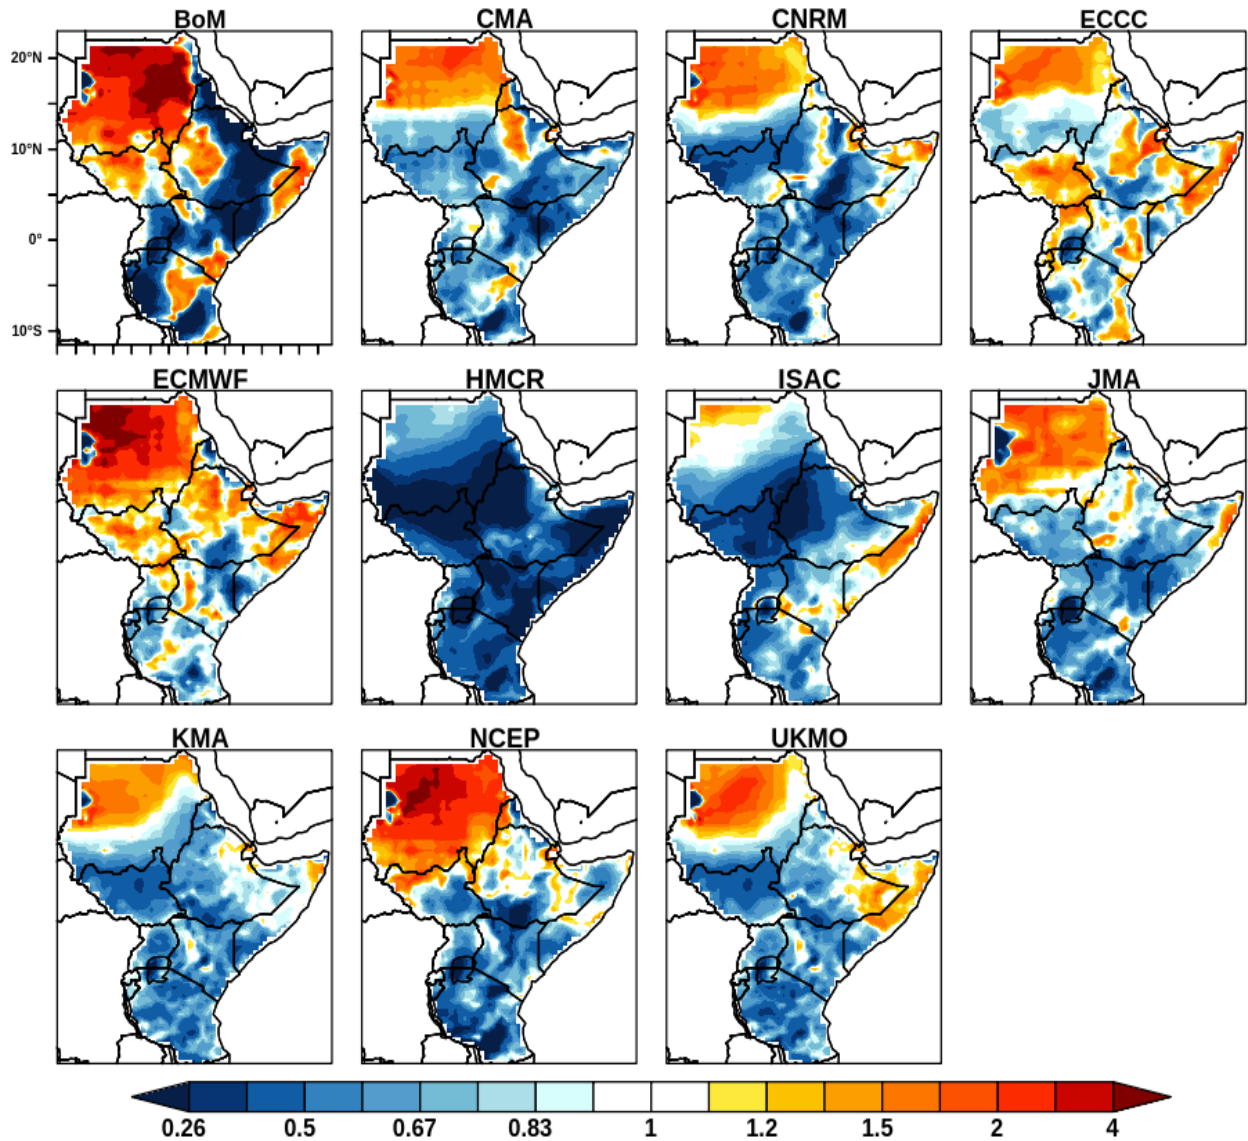 BoM CMA CNRM ECCC
20°N
10°N
0°
10°S
ECMWF HMCR ISAC JMA
KMA NCEP UKMO
0.26 0.5 0.67 0.83 1 1.2 1.5 2 4